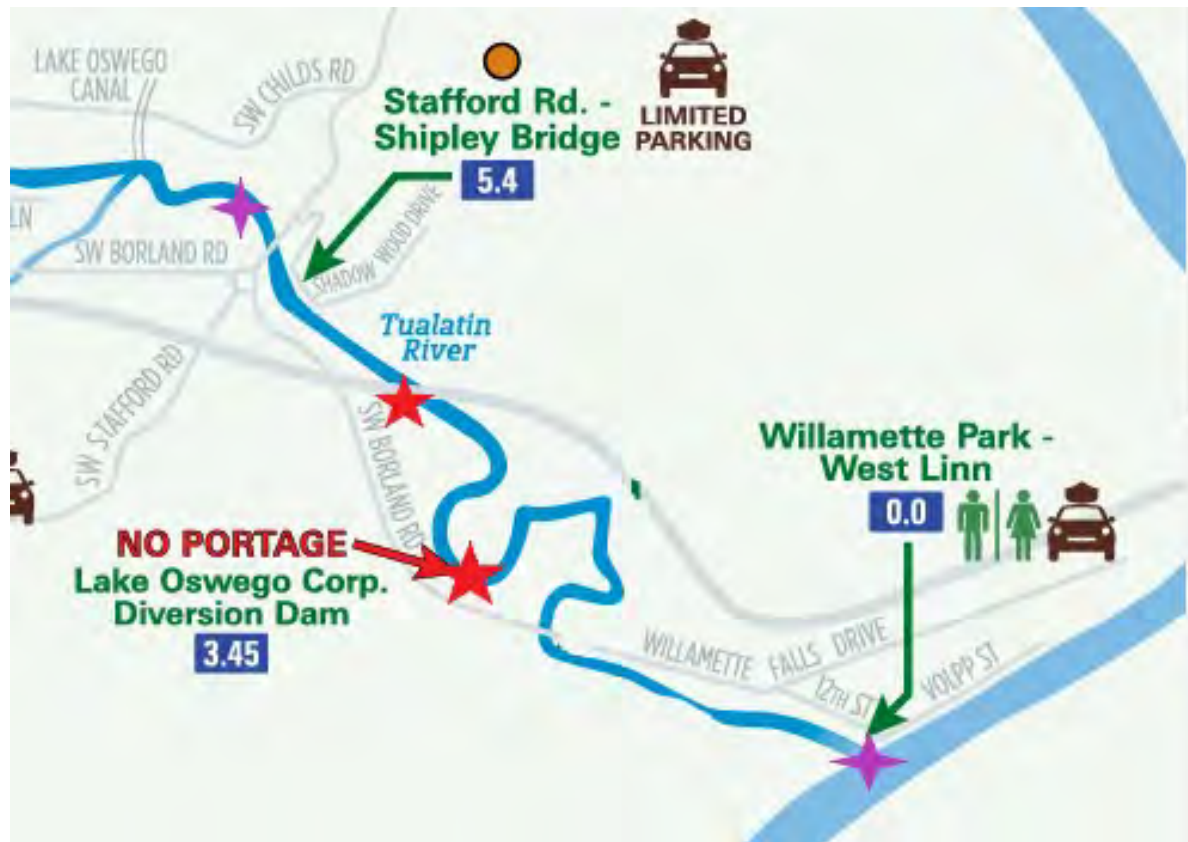 LAKE OSWEGO
CANAL
SW CHILDS RD
Stafford Rd. -
Shipley Bridge
5.4
LIMITED
PARKING
LN
SW BORLAND RD
SHADOW WOOD DRIVE
Tualatin
River
SW STAFFORD RD
SW BORLAND RD
Willamette Park -
West Linn
0.0
NO PORTAGE
Lake Oswego Corp.
Diversion Dam
3.45
WILLAMETTE FALLS DRIVE
12TH ST
VOLPP ST